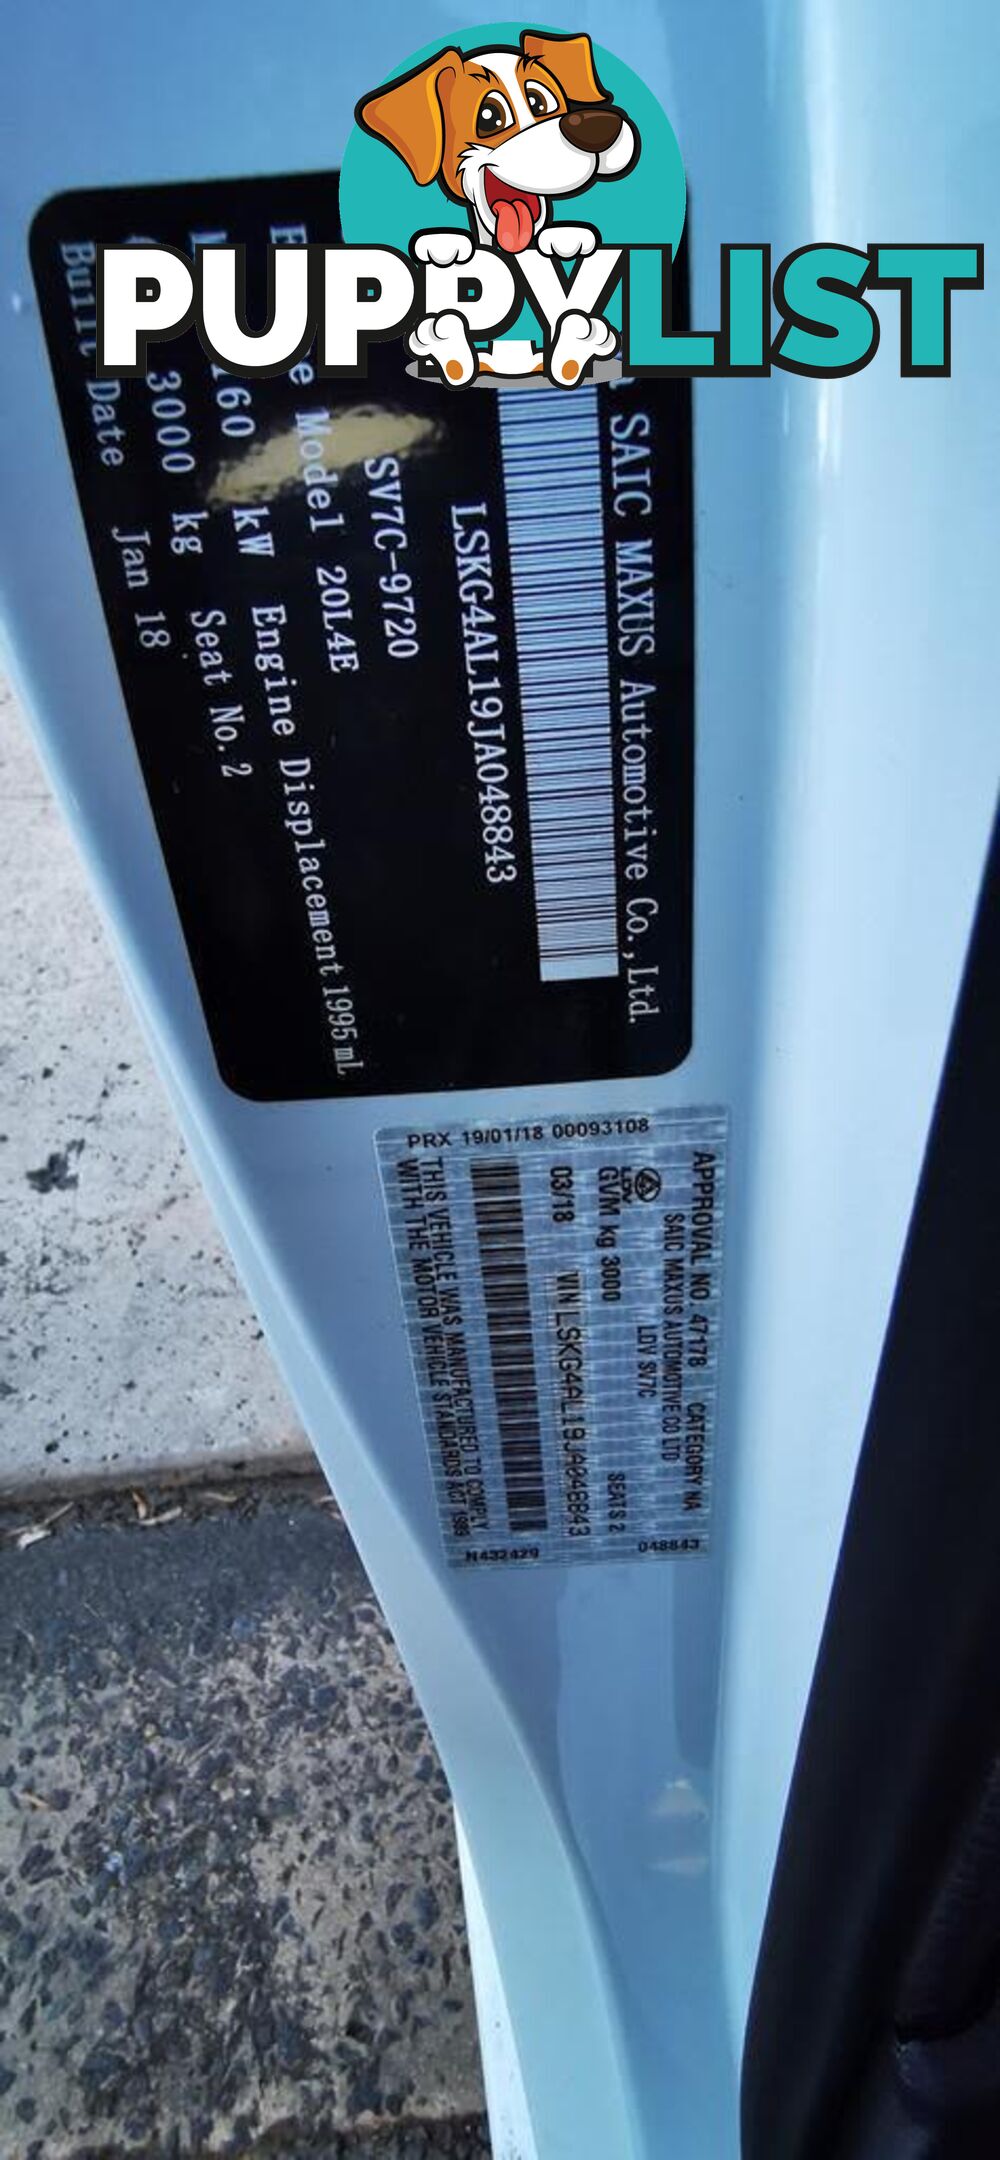 PUPPYLIST
SAIC MAXUS Automotive Co.,Ltd.
LSKG4AL19JA048843
SV7C-9720
Model 20L4E
160 kW Engine Displacement 1995mL
3000 kg Seat No. 2
Built Date Jan 18
PRX 19/01/18 00093108
APPROVAL NO. 47178 CATEGORY NA
SAIC MAXUS AUTOMOTIVE CO LTD
LDV
LDV SV7C
GVM kg 3000 SEATS 2
03/18 VIN LSKG4AL19JA048843
THIS VEHICLE WAS MANUFACTURED TO COMPLY
WITH THE MOTOR VEHICLE STANDARDS ACT 1989
N432429 048843